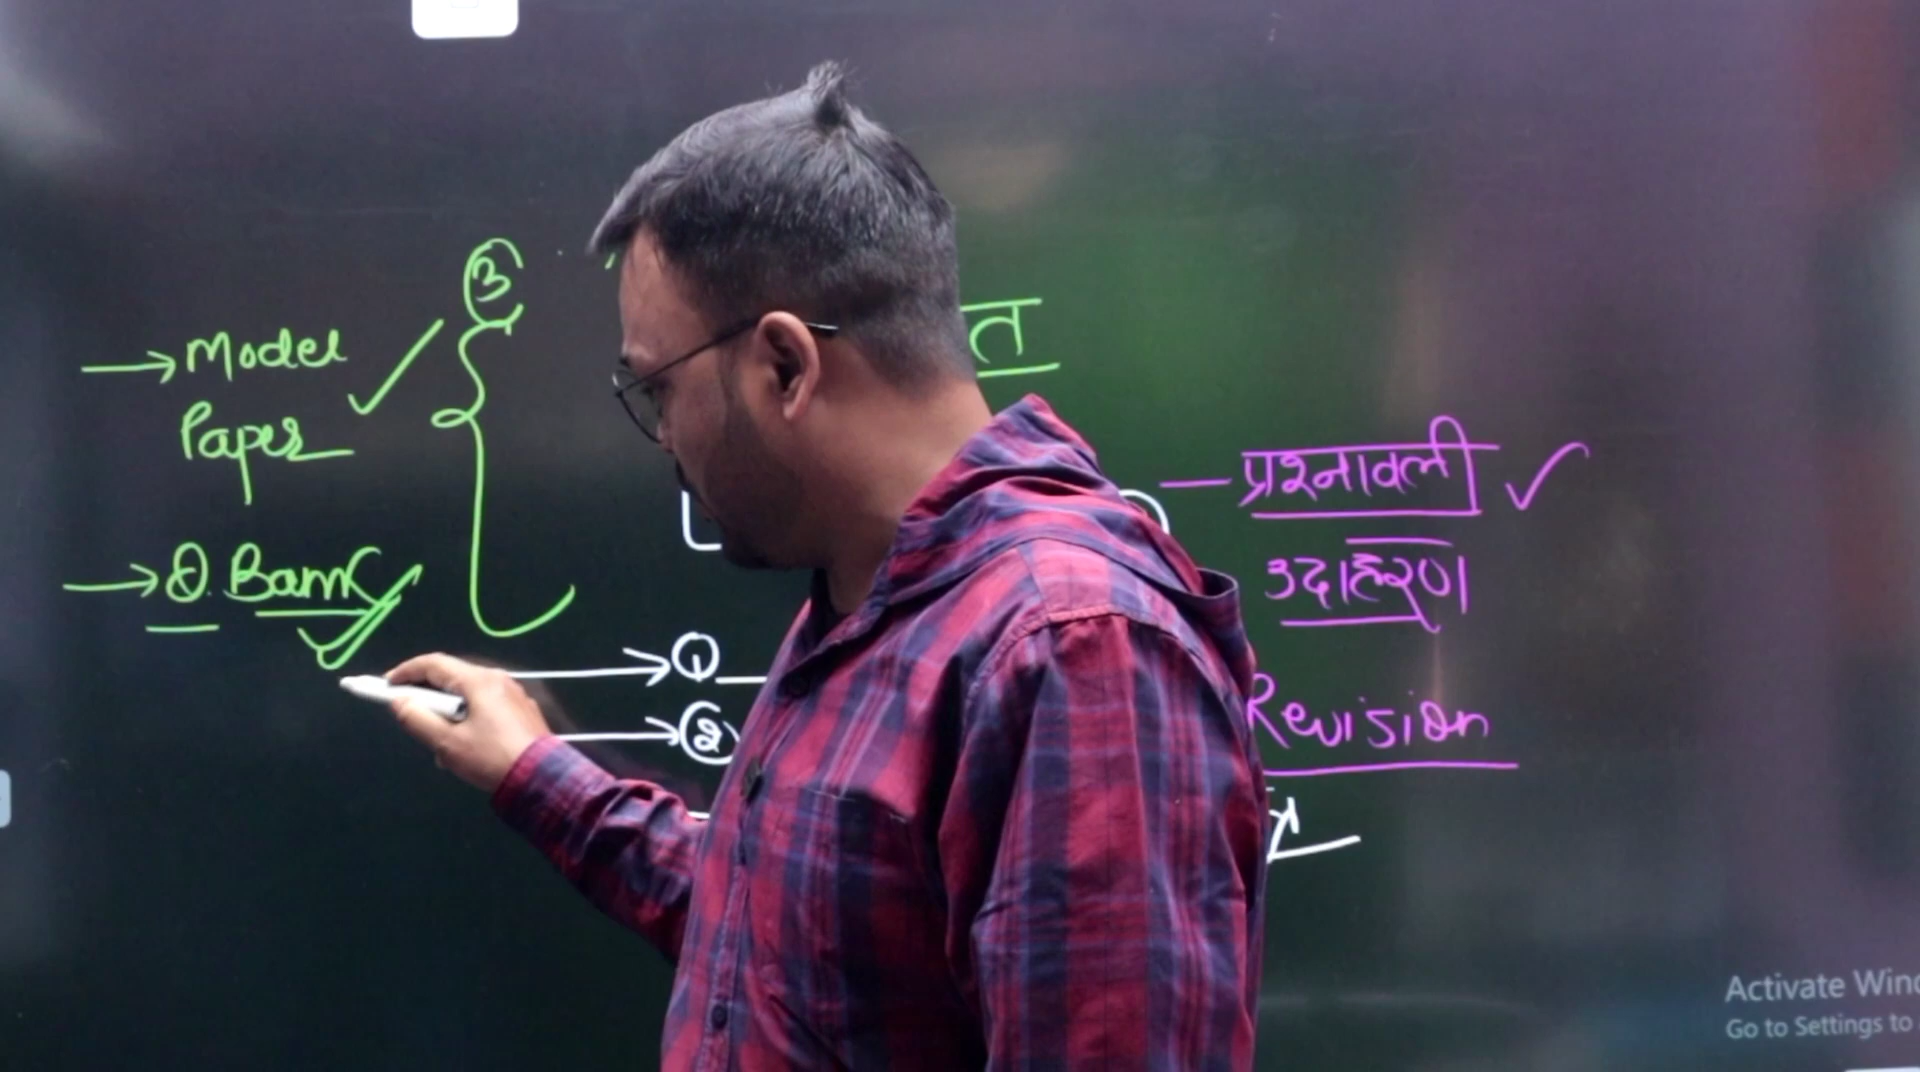 3
→ Model
Paper ✓
त
— प्रश्नावली ✓
उदाहरण
→ Q. Bank ✓
→ 1
→ 2
Revision
Activate Wind
Go to Settings to